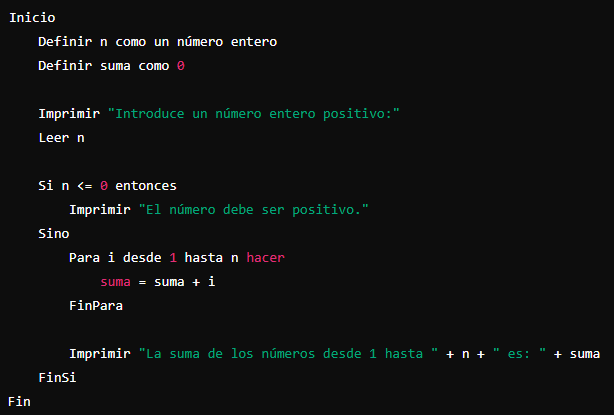 Inicio
    Definir n como un número entero
    Definir suma como 0

    Imprimir "Introduce un número entero positivo:"
    Leer n

    Si n <= 0 entonces
        Imprimir "El número debe ser positivo."
    Sino
        Para i desde 1 hasta n hacer
            suma = suma + i
        FinPara

        Imprimir "La suma de los números desde 1 hasta " + n + " es: " + suma
    FinSi
Fin